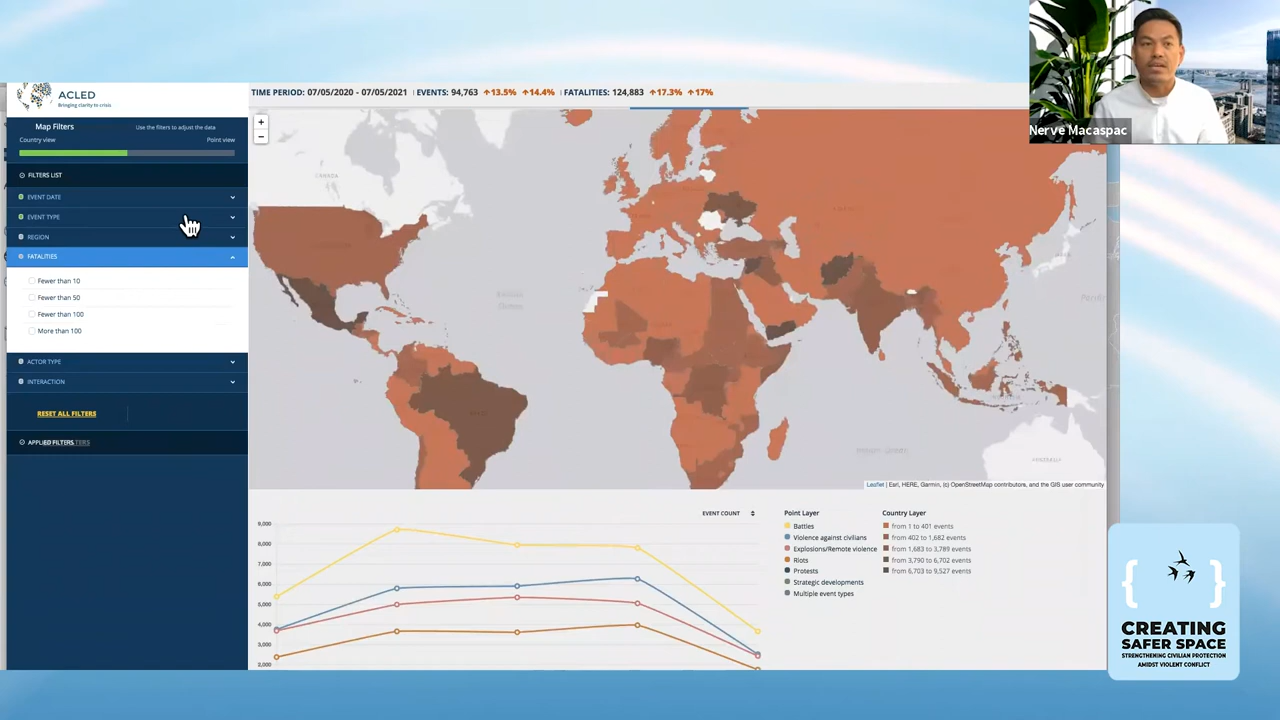 ACLED
Bringing clarity to crisis
Map Filters
Use the filters to adjust the data
Country view
Point view
FILTERS LIST
EVENT DATE
EVENT TYPE
REGION
FATALITIES
Fewer than 10
Fewer than 50
Fewer than 100
More than 100
ACTOR TYPE
INTERACTION
RESET ALL FILTERS
APPLIED FILTERS
TIME PERIOD: 07/05/2020 - 07/05/2021 | EVENTS: 94,763 13.5% 14.4% | FATALITIES: 124,883 17.3% 17%
+
−
CANADA
Leaflet | Esri, HERE, Garmin, (c) OpenStreetMap contributors, and the GIS user community
EVENT COUNT
9,000
8,000
7,000
6,000
5,000
4,000
3,000
2,000
Point Layer
Battles
Violence against civilians
Explosions/Remote violence
Riots
Protests
Strategic developments
Multiple event types
Country Layer
from 1 to 401 events
from 402 to 1,682 events
from 1,683 to 3,789 events
from 3,790 to 6,702 events
from 6,703 to 9,527 events
Nerve Macaspac
{ }
CREATING
SAFER SPACE
STRENGTHENING CIVILIAN PROTECTION
AMIDST VIOLENT CONFLICT